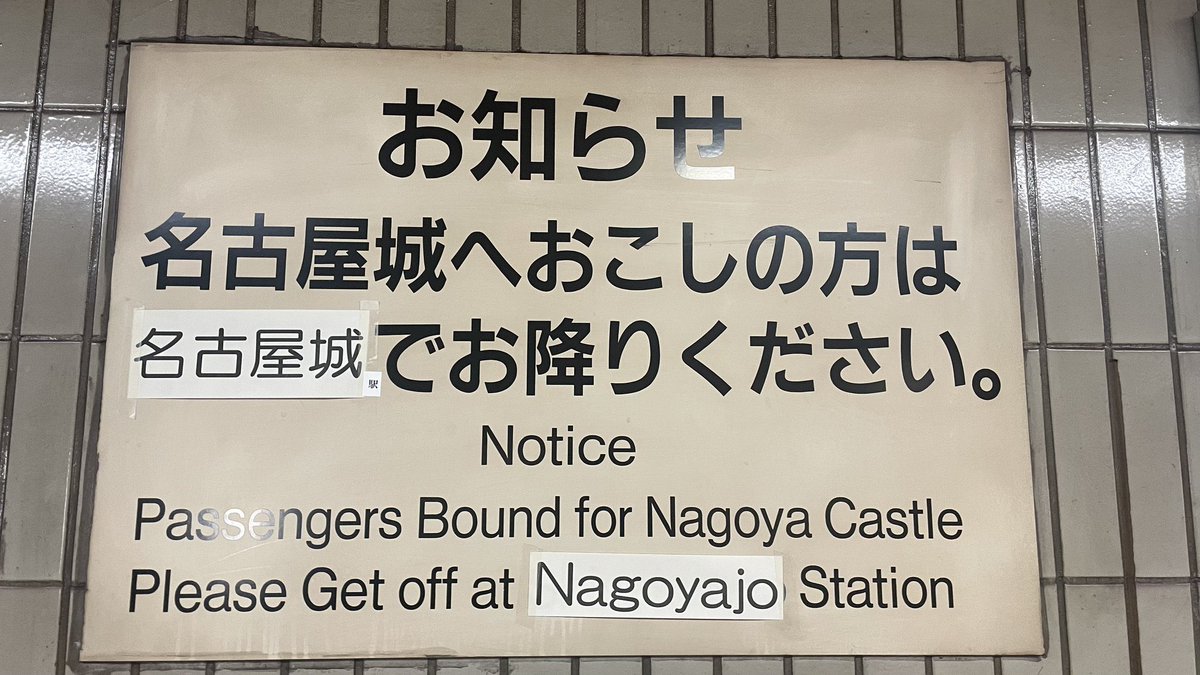 お知らせ
名古屋城へおこしの方は
名古屋城駅でお降りください。
Notice
Passengers Bound for Nagoya Castle
Please Get off at Nagoyajo Station